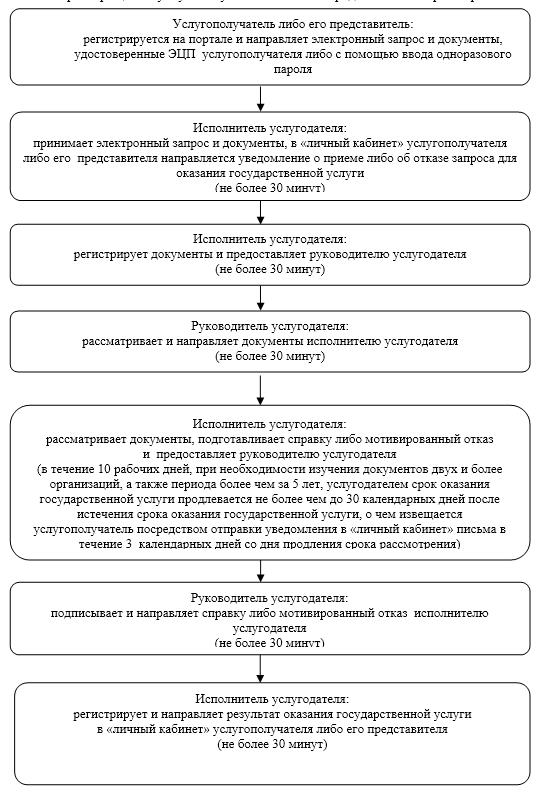 Услугополучатель либо его представитель:
регистрируется на портале и направляет электронный запрос и документы,
удостоверенные ЭЦП услугополучателя либо с помощью ввода одноразового
пароля
Исполнитель услугодателя:
принимает электронный запрос и документы, в «личный кабинет» услугополучателя
либо его представителя направляется уведомление о приеме либо об отказе запроса для
оказания государственной услуги
(не более 30 минут)
Исполнитель услугодателя:
регистрирует документы и предоставляет руководителю услугодателя
(не более 30 минут)
Руководитель услугодателя:
рассматривает и направляет документы исполнителю услугодателя
(не более 30 минут)
Исполнитель услугодателя:
рассматривает документы, подготавливает справку либо мотивированный отказ
и предоставляет руководителю услугодателя
(в течение 10 рабочих дней, при необходимости изучения документов двух и более
организаций, а также периода более чем за 5 лет, услугодателем срок оказания
государственной услуги продлевается не более чем до 30 календарных дней после
истечения срока оказания государственной услуги, о чем извещается
услугополучатель посредством отправки уведомления в «личный кабинет» письма в
течение 3 календарных дней со дня продления срока рассмотрения)
Руководитель услугодателя:
подписывает и направляет справку либо мотивированный отказ исполнителю
услугодателя
(не более 30 минут)
Исполнитель услугодателя:
регистрирует и направляет результат оказания государственной услуги
в «личный кабинет» услугополучателя либо его представителя
(не более 30 минут)